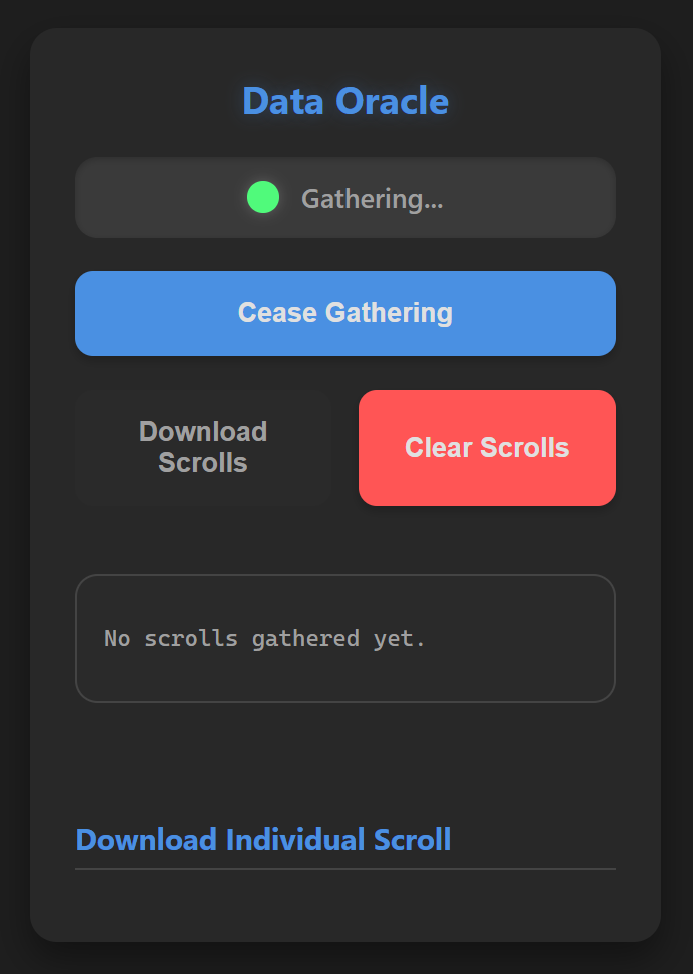 Data Oracle
Gathering...
Cease Gathering
Download
Scrolls
Clear Scrolls
No scrolls gathered yet.
Download Individual Scroll